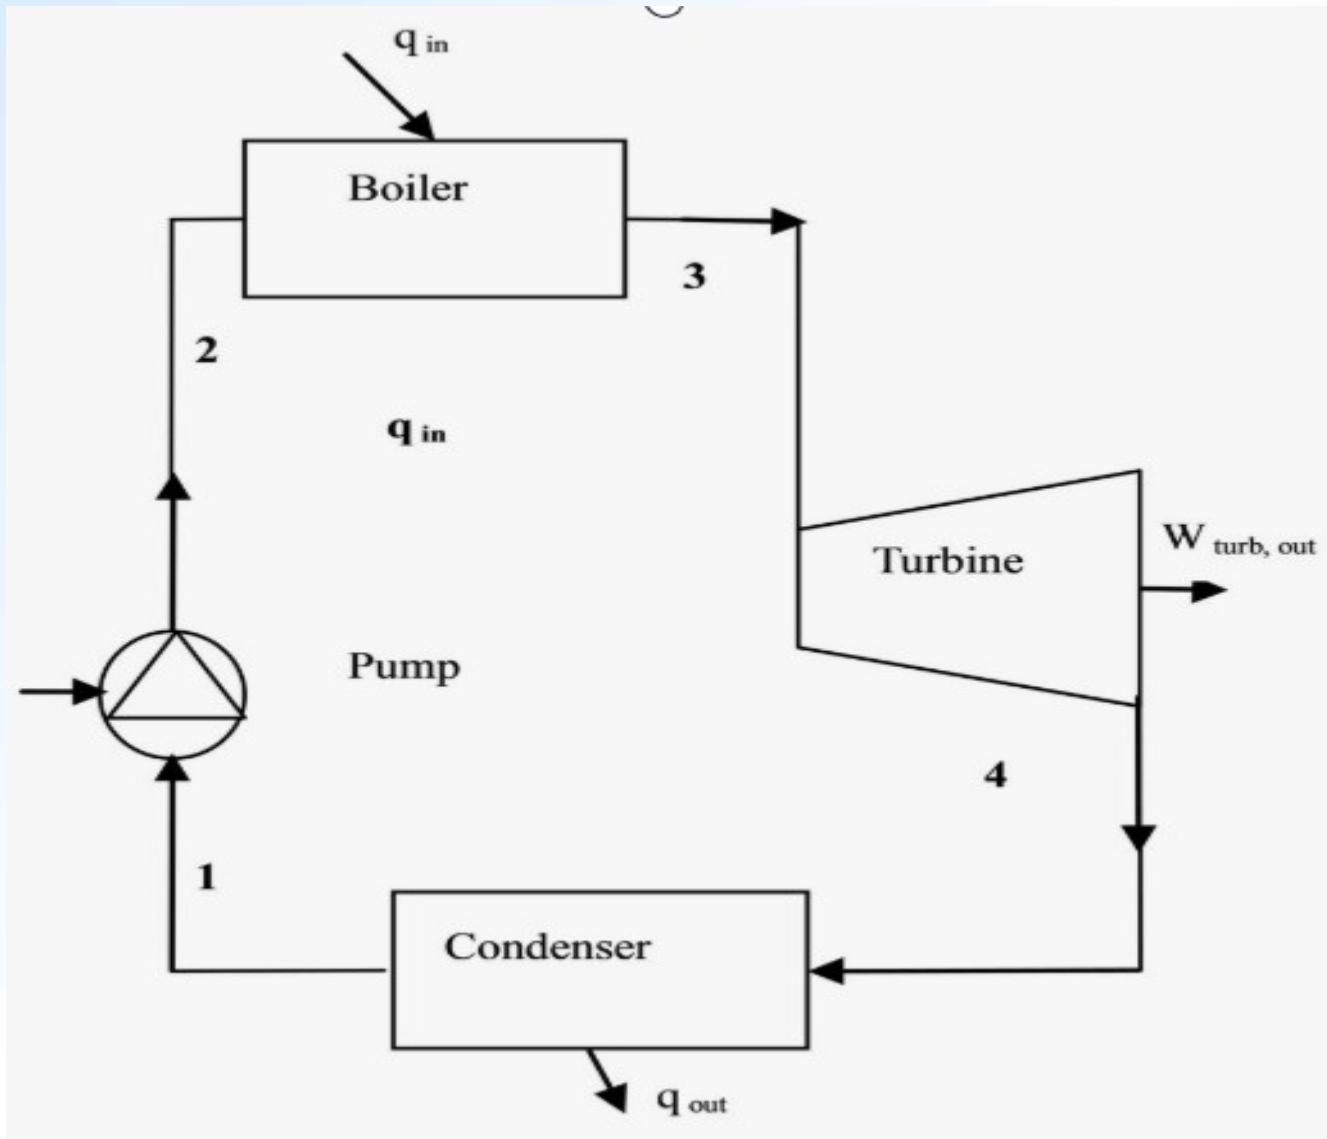 q in
Boiler
3
2
q in
W turb, out
Turbine
Pump
4
1
Condenser
q out